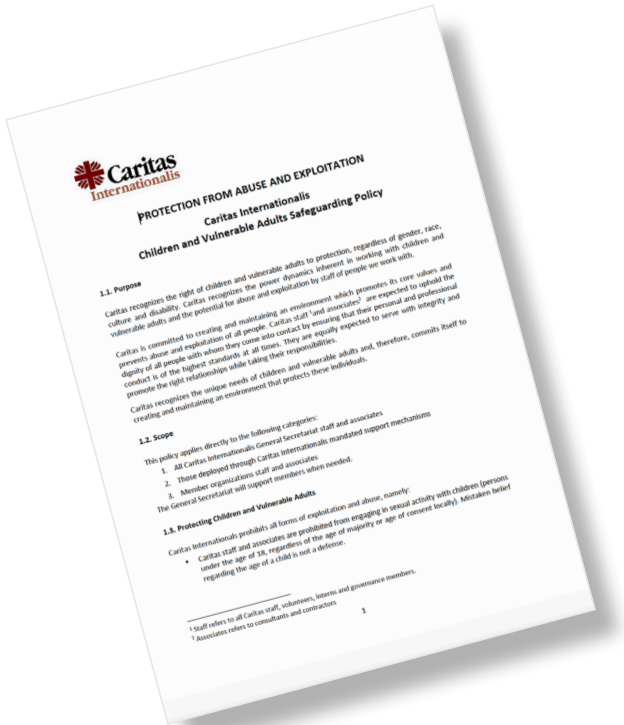 Caritas
Internationalis
PROTECTION FROM ABUSE AND EXPLOITATION
Caritas Internationalis
Children and Vulnerable Adults Safeguarding Policy
1.1. Purpose
Caritas recognizes the right of children and vulnerable adults to protection, regardless of gender, race,
culture and disability. Caritas recognizes the power dynamics inherent in working with children and
vulnerable adults and the potential for abuse and exploitation by staff of people we work with.
Caritas is committed to creating and maintaining an environment which promotes its core values and
prevents abuse and exploitation of all people. Caritas staff ¹and associates² are expected to uphold the
dignity of all people with whom they come into contact by ensuring that their personal and professional
conduct is of the highest standards at all times. They are equally expected to serve with integrity and
promote the right relationships while taking their responsibilities.
Caritas recognizes the unique needs of children and vulnerable adults and, therefore, commits itself to
creating and maintaining an environment that protects these individuals.
1.2. Scope
This policy applies directly to the following categories:
1. All Caritas Internationalis General Secretariat staff and associates
2. Those deployed through Caritas Internationalis mandated support mechanisms
3. Member organizations staff and associates
The General Secretariat will support members when needed.
1.3. Protecting Children and Vulnerable Adults
Caritas Internationals prohibits all forms of exploitation and abuse, namely:
• Caritas staff and associates are prohibited from engaging in sexual activity with children (persons
under the age of 18, regardless of the age of majority or age of consent locally). Mistaken belief
regarding the age of a child is not a defense.
¹ Staff refers to all Caritas staff, volunteers, interns and governance members.
² Associates refers to consultants and contractors
1